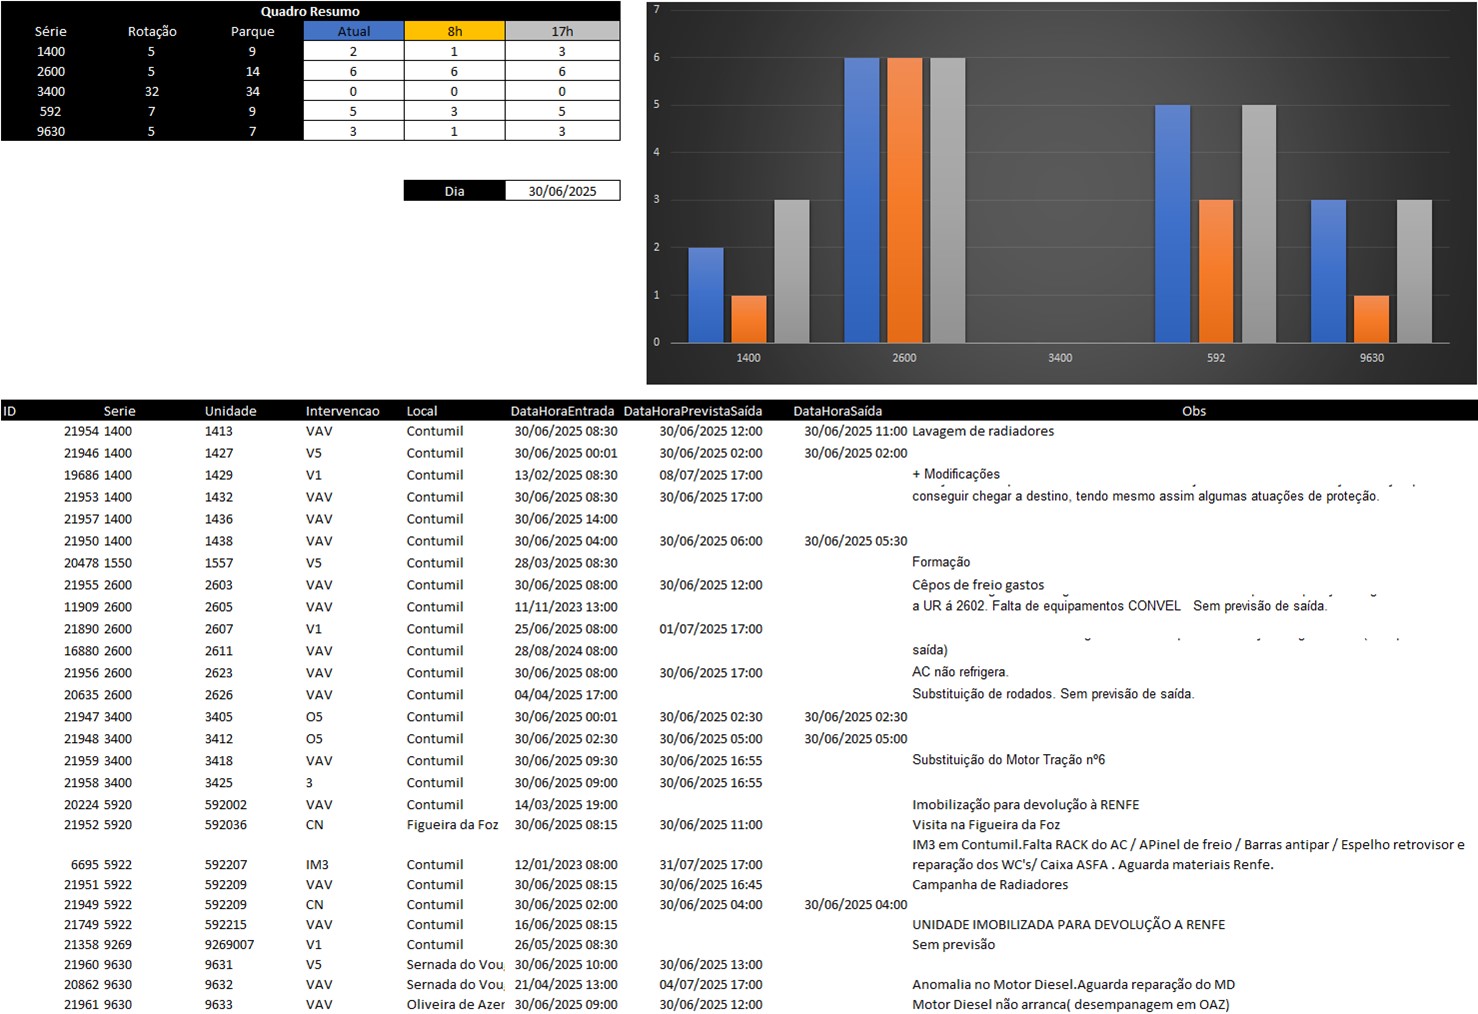 Quadro Resumo
Série Rotação Parque Atual 8h 17h
1400 5 9 2 1 3
2600 5 14 6 6 6
3400 32 34 0 0 0
592 7 9 5 3 5
9630 5 7 3 1 3
Dia 30/06/2025
7
6
5
4
3
2
1
0
1400 2600 3400 592 9630
ID Serie Unidade Intervencao Local DataHoraEntrada DataHoraPrevistaSaída DataHoraSaída Obs
21954 1400 1413 VAV Contumil 30/06/2025 08:30 30/06/2025 12:00 30/06/2025 11:00 Lavagem de radiadores
21946 1400 1427 V5 Contumil 30/06/2025 00:01 30/06/2025 02:00 30/06/2025 02:00
19686 1400 1429 V1 Contumil 13/02/2025 08:30 08/07/2025 17:00 + Modificações
21953 1400 1432 VAV Contumil 30/06/2025 08:30 30/06/2025 17:00 conseguir chegar a destino, tendo mesmo assim algumas atuações de proteção.
21957 1400 1436 VAV Contumil 30/06/2025 14:00
21950 1400 1438 VAV Contumil 30/06/2025 04:00 30/06/2025 06:00 30/06/2025 05:30
20478 1550 1557 V5 Contumil 28/03/2025 08:30 Formação
21955 2600 2603 VAV Contumil 30/06/2025 08:00 30/06/2025 12:00 Cêpos de freio gastos
11909 2600 2605 VAV Contumil 11/11/2023 13:00 a UR á 2602. Falta de equipamentos CONVEL Sem previsão de saída.
21890 2600 2607 V1 Contumil 25/06/2025 08:00 01/07/2025 17:00
16880 2600 2611 VAV Contumil 28/08/2024 08:00 saída)
21956 2600 2623 VAV Contumil 30/06/2025 08:00 30/06/2025 17:00 AC não refrigera.
20635 2600 2626 VAV Contumil 04/04/2025 17:00 Substituição de rodados. Sem previsão de saída.
21947 3400 3405 O5 Contumil 30/06/2025 00:01 30/06/2025 02:30 30/06/2025 02:30
21948 3400 3412 O5 Contumil 30/06/2025 02:30 30/06/2025 05:00 30/06/2025 05:00
21959 3400 3418 VAV Contumil 30/06/2025 09:30 30/06/2025 16:55 Substituição do Motor Tração nº6
21958 3400 3425 3 Contumil 30/06/2025 09:00 30/06/2025 16:55
20224 5920 592002 VAV Contumil 14/03/2025 19:00 Imobilização para devolução à RENFE
21952 5920 592036 CN Figueira da Foz 30/06/2025 08:15 30/06/2025 11:00 Visita na Figueira da Foz
IM3 em Contumil.Falta RACK do AC / APinel de freio / Barras antipar / Espelho retrovisor e
6695 5922 592207 IM3 Contumil 12/01/2023 08:00 31/07/2025 17:00 reparação dos WC's/ Caixa ASFA . Aguarda materiais Renfe.
21951 5922 592209 VAV Contumil 30/06/2025 08:15 30/06/2025 16:45 Campanha de Radiadores
21949 5922 592209 CN Contumil 30/06/2025 02:00 30/06/2025 04:00 30/06/2025 04:00
21749 5922 592215 VAV Contumil 16/06/2025 08:15 UNIDADE IMOBILIZADA PARA DEVOLUÇÃO A RENFE
21358 9269 9269007 V1 Contumil 26/05/2025 08:30 Sem previsão
21960 9630 9631 V5 Sernada do Vou 30/06/2025 10:00 30/06/2025 13:00
20862 9630 9632 VAV Sernada do Vou 21/04/2025 13:00 04/07/2025 17:00 Anomalia no Motor Diesel.Aguarda reparação do MD
21961 9630 9633 VAV Oliveira de Azer 30/06/2025 09:00 30/06/2025 12:00 Motor Diesel não arranca( desempanagem em OAZ)